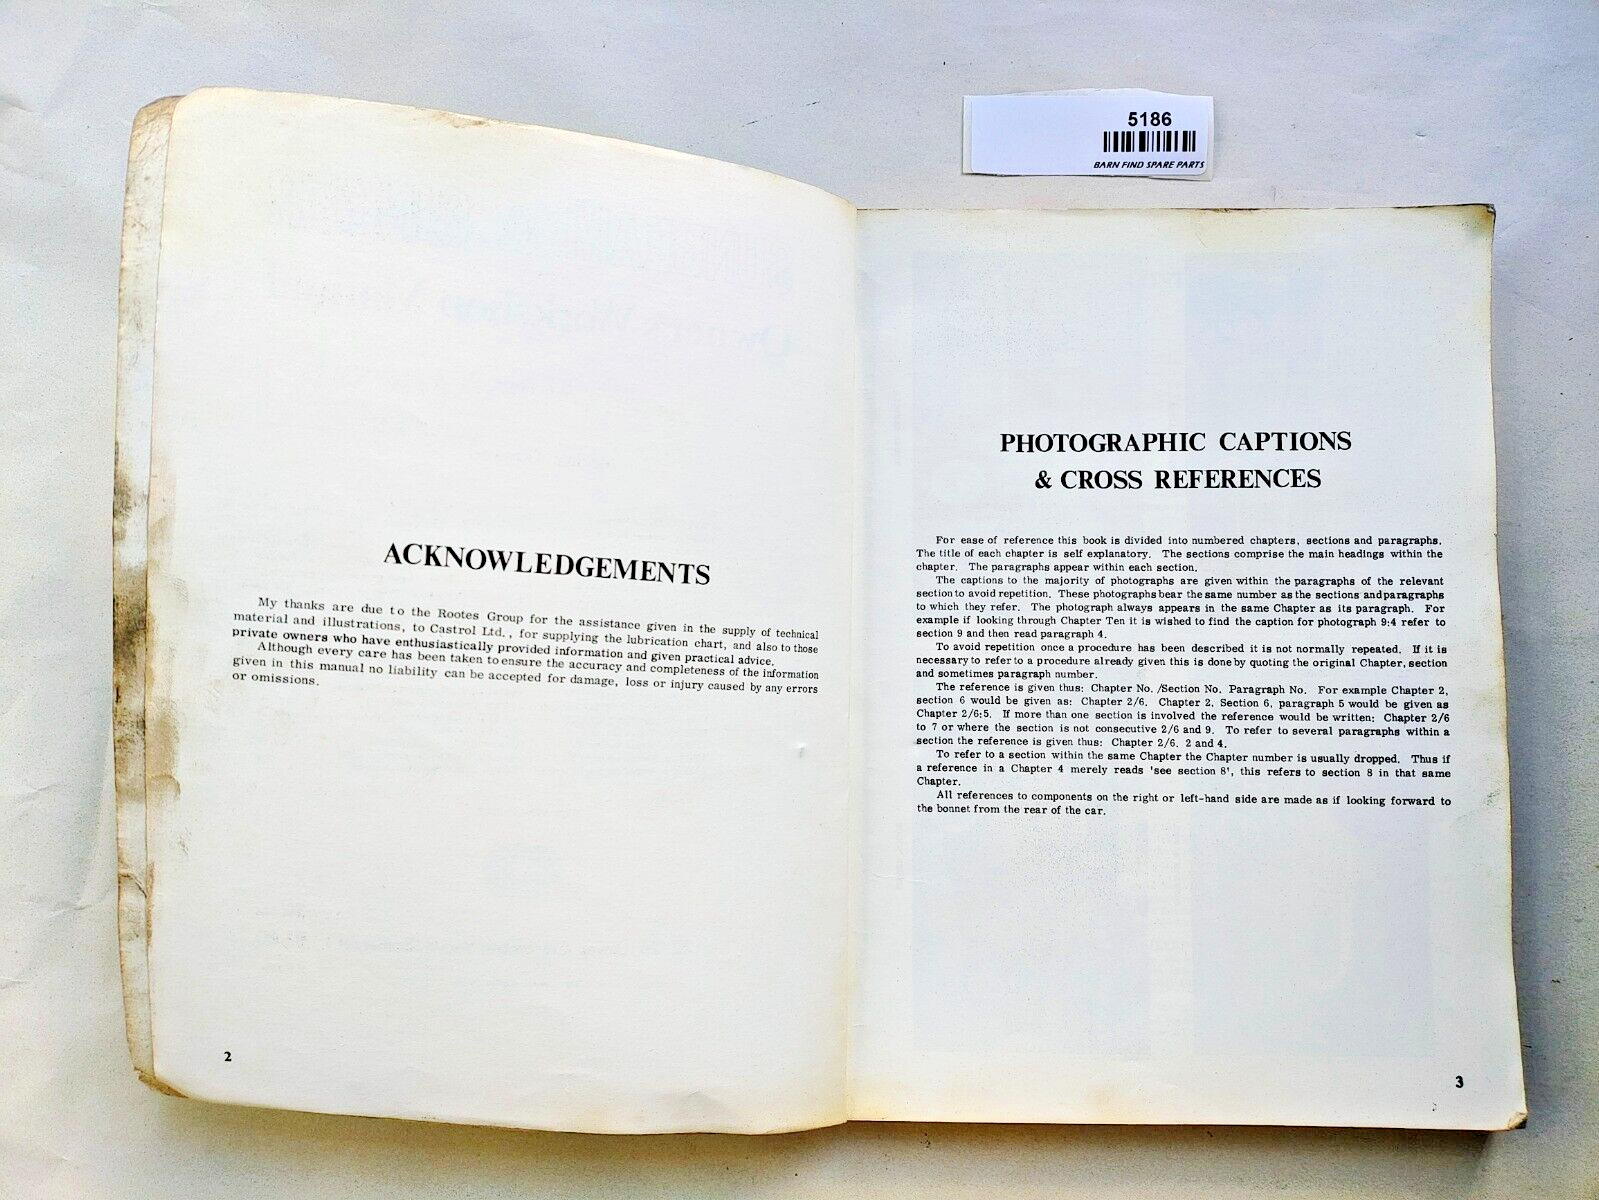 5186
BARN FIND SPARE PARTS
ACKNOWLEDGEMENTS
My thanks are due to the Rootes Group for the assistance given in the supply of technical
material and illustrations, to Castrol Ltd., for supplying the lubrication chart, and also to those
private owners who have enthusiastically provided information and given practical advice.
Although every care has been taken to ensure the accuracy and completeness of the information
given in this manual no liability can be accepted for damage, loss or injury caused by any errors
or omissions.
2
PHOTOGRAPHIC CAPTIONS
& CROSS REFERENCES
For ease of reference this book is divided into numbered chapters, sections and paragraphs.
The title of each chapter is self explanatory. The sections comprise the main headings within the
chapter. The paragraphs appear within each section.
The captions to the majority of photographs are given within the paragraphs of the relevant
section to avoid repetition. These photographs bear the same number as the sections and paragraphs
to which they refer. The photograph always appears in the same Chapter as its paragraph. For
example if looking through Chapter Ten it is wished to find the caption for photograph 9:4 refer to
section 9 and then read paragraph 4.
To avoid repetition once a procedure has been described it is not normally repeated. If it is
necessary to refer to a procedure already given this is done by quoting the original Chapter, section
and sometimes paragraph number.
The reference is given thus: Chapter No. /Section No. Paragraph No. For example Chapter 2,
section 6 would be given as: Chapter 2/6. Chapter 2, Section 6, paragraph 5 would be given as
Chapter 2/6:5. If more than one section is involved the reference would be written: Chapter 2/6
to 7 or where the section is not consecutive 2/6 and 9. To refer to several paragraphs within a
section the reference is given thus: Chapter 2/6. 2 and 4.
To refer to a section within the same Chapter the Chapter number is usually dropped. Thus if
a reference in a Chapter 4 merely reads 'see section 8', this refers to section 8 in that same
Chapter.
All references to components on the right or left-hand side are made as if looking forward to
the bonnet from the rear of the car.
3